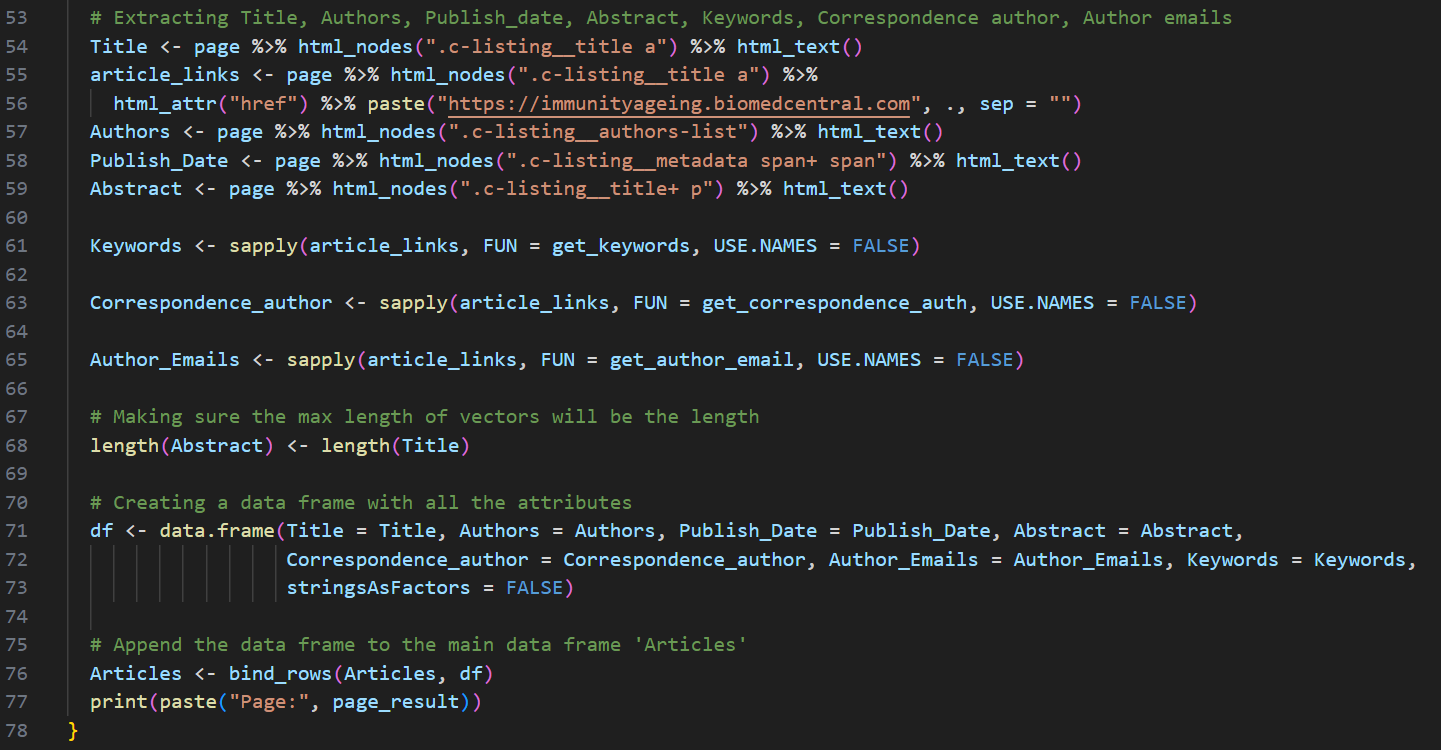 53 # Extracting Title, Authors, Publish_date, Abstract, Keywords, Correspondence author, Author emails
54 Title <- page %>% html_nodes(".c-listing__title a") %>% html_text()
55 article_links <- page %>% html_nodes(".c-listing__title a") %>%
56 html_attr("href") %>% paste("https://immunityageing.biomedcentral.com", ., sep = "")
57 Authors <- page %>% html_nodes(".c-listing__authors-list") %>% html_text()
58 Publish_Date <- page %>% html_nodes(".c-listing__metadata span+ span") %>% html_text()
59 Abstract <- page %>% html_nodes(".c-listing__title+ p") %>% html_text()
60
61 Keywords <- sapply(article_links, FUN = get_keywords, USE.NAMES = FALSE)
62
63 Correspondence_author <- sapply(article_links, FUN = get_correspondence_auth, USE.NAMES = FALSE)
64
65 Author_Emails <- sapply(article_links, FUN = get_author_email, USE.NAMES = FALSE)
66
67 # Making sure the max length of vectors will be the length
68 length(Abstract) <- length(Title)
69
70 # Creating a data frame with all the attributes
71 df <- data.frame(Title = Title, Authors = Authors, Publish_Date = Publish_Date, Abstract = Abstract,
72 Correspondence_author = Correspondence_author, Author_Emails = Author_Emails, Keywords = Keywords,
73 stringsAsFactors = FALSE)
74
75 # Append the data frame to the main data frame 'Articles'
76 Articles <- bind_rows(Articles, df)
77 print(paste("Page:", page_result))
78 }